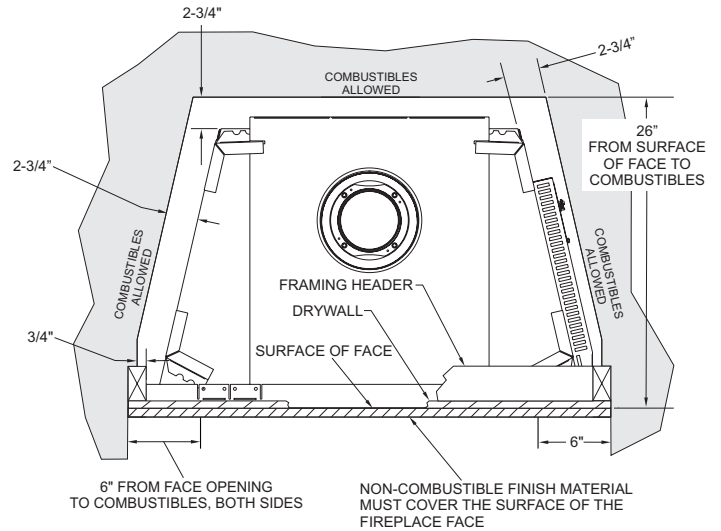 2-3/4"
2-3/4"
COMBUSTIBLES
ALLOWED
26”
FROM SURFACE
OF FACE TO
COMBUSTIBLES
2-3/4”
COMBUSTIBLES
ALLOWED
COMBUSTIBLES
ALLOWED
FRAMING HEADER
DRYWALL
3/4"
SURFACE OF FACE
6"
6" FROM FACE OPENING
TO COMBUSTIBLES, BOTH SIDES
NON-COMBUSTIBLE FINISH MATERIAL
MUST COVER THE SURFACE OF THE
FIREPLACE FACE